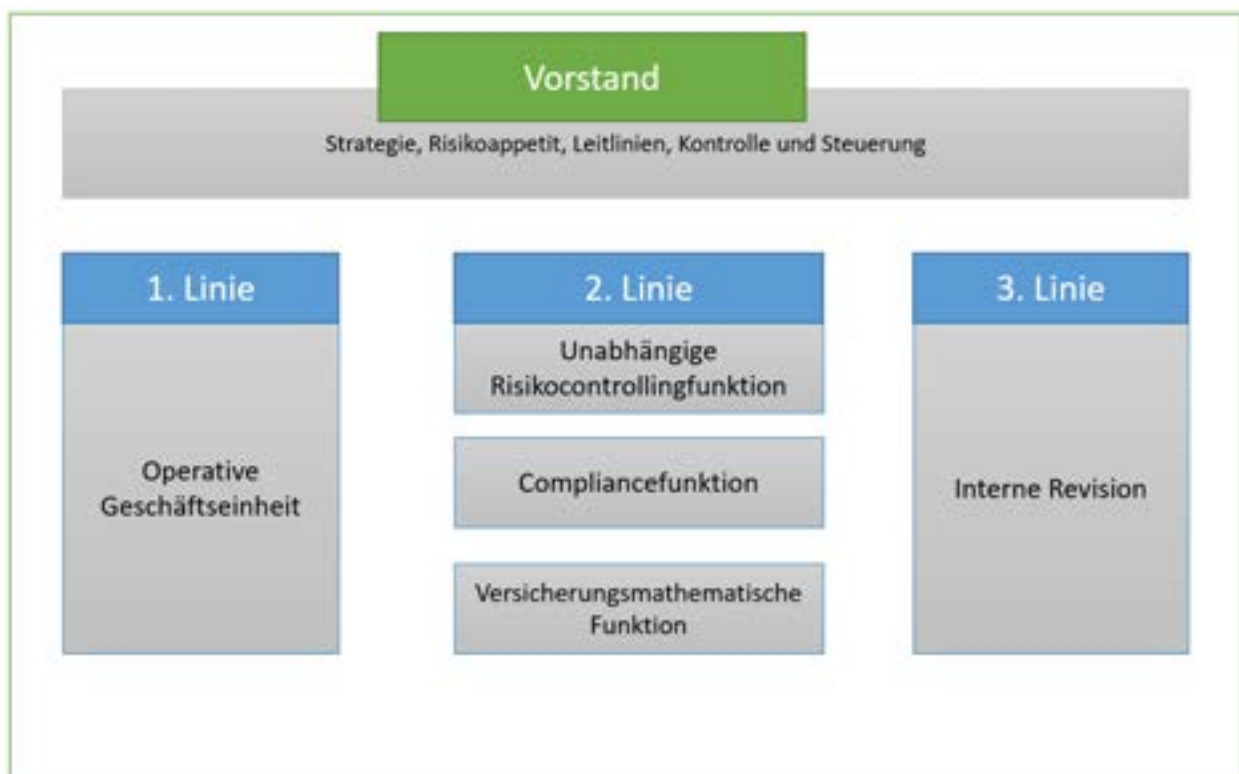 Vorstand
Strategie, Risikoappetit, Leitlinien, Kontrolle und Steuerung
1. Linie
Operative
Geschäftseinheit
2. Linie
Unabhängige
Risikocontrollingfunktion
Compliancefunktion
Versicherungsmathematische
Funktion
3. Linie
Interne Revision